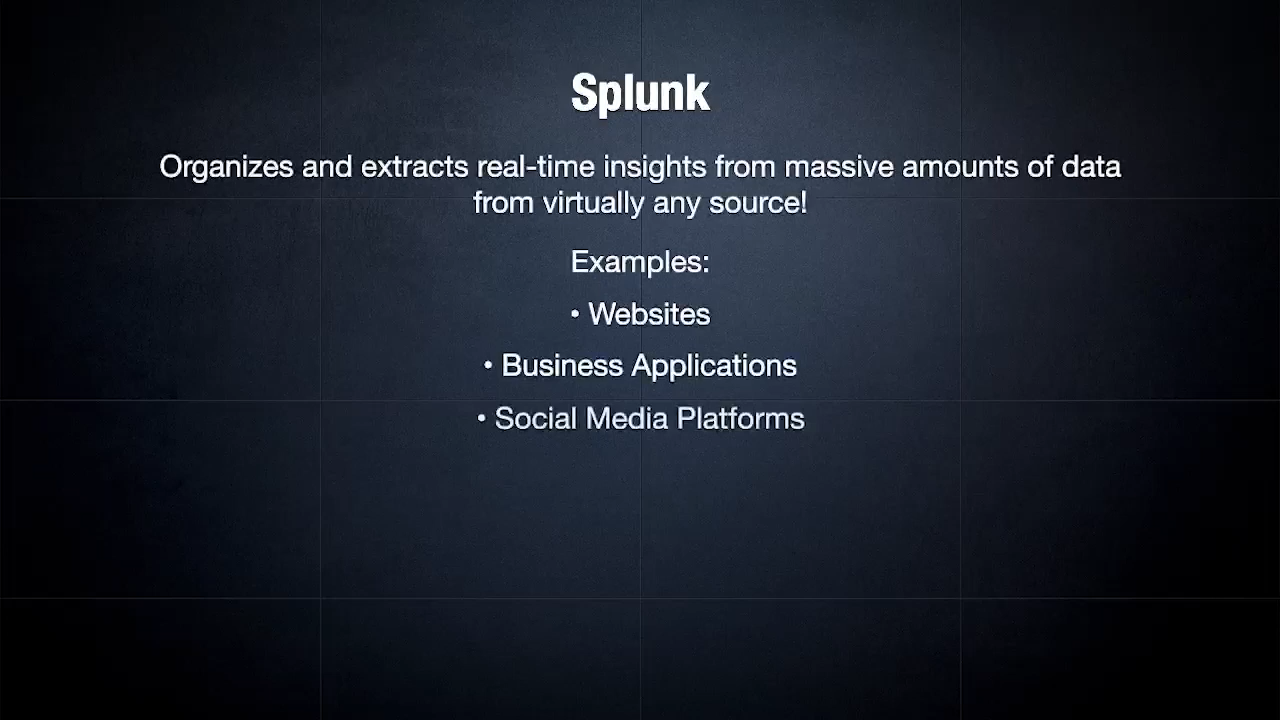 Splunk
Organizes and extracts real-time insights from massive amounts of data
from virtually any source!
Examples:
• Websites
• Business Applications
• Social Media Platforms